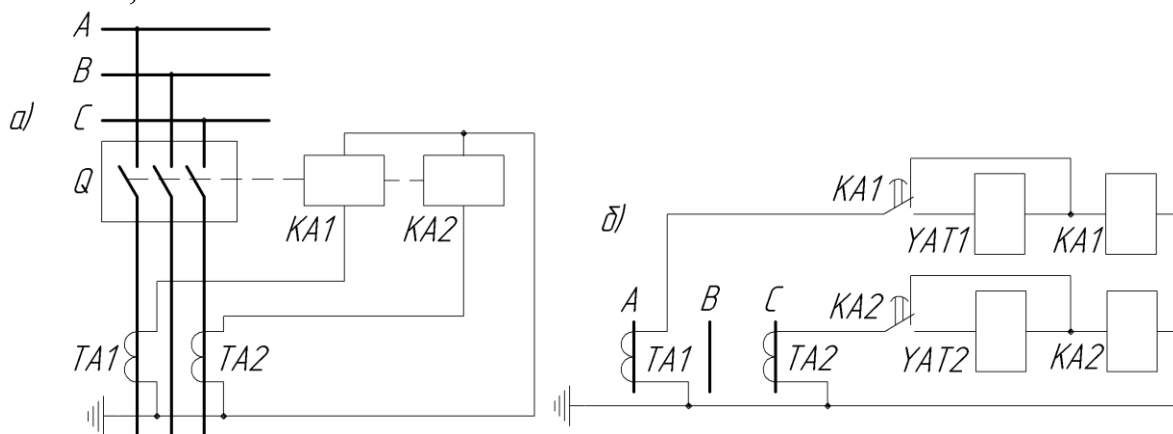 A
B
а) C
Q
KA1 KA2
TA1 TA2
б)
KA1
YAT1 KA1
A B C
KA2
TA1 TA2
YAT2 KA2